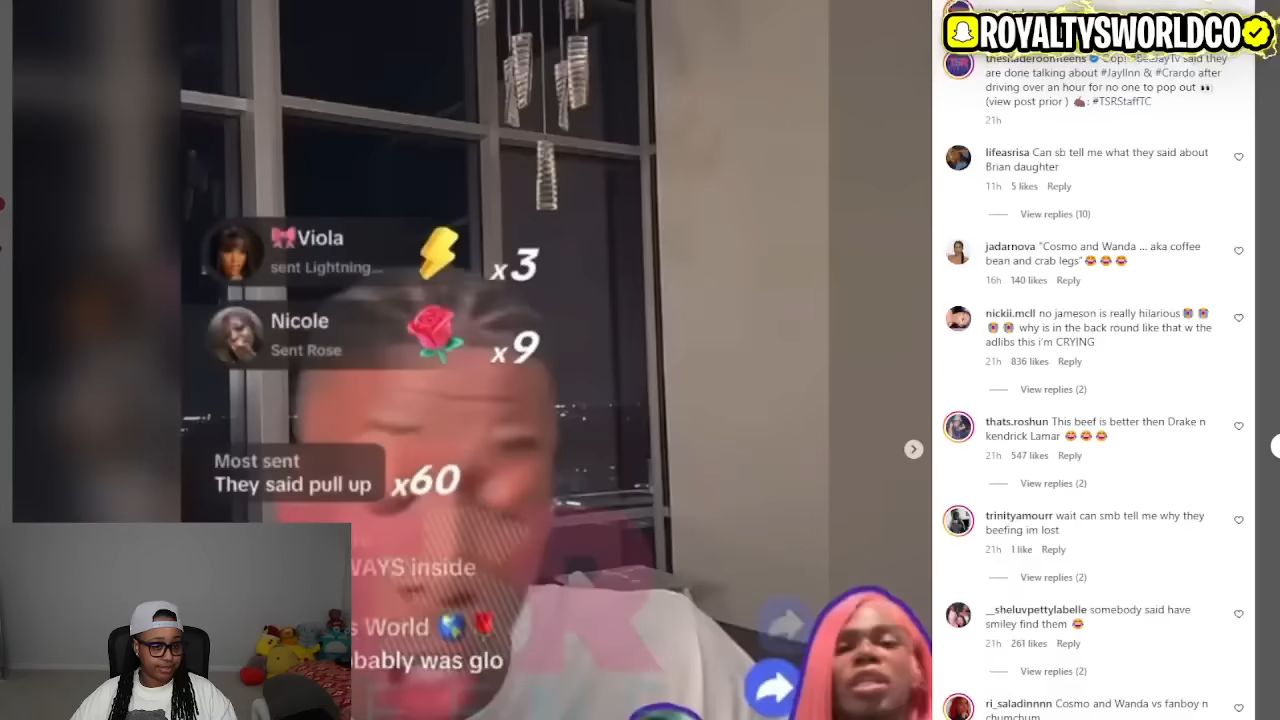 ROYALTYSWORLDCO
theshaderoomteens
are done talking about #JayIInn & #Crardo after
driving over an hour for no one to pop out 👀
(view post prior ) ✍🏾: #TSRStaffTC
21h
lifeasrisa Can sb tell me what they said about
Brian daughter
11h 5 likes Reply
View replies (10)
jadarnova "Cosmo and Wanda ... aka coffee
bean and crab legs"😂😂😂
16h 140 likes Reply
nickii.mcll no jameson is really hilarious😭😭
😭😭 why is in the back round like that w the
adlibs this i'm CRYING
21h 836 likes Reply
View replies (2)
thats.roshun This beef is better then Drake n
kendrick Lamar 😂😂😂
21h 547 likes Reply
View replies (2)
trinityamourr wait can smb tell me why they
beefing im lost
21h 1 like Reply
View replies (2)
__sheluvpettylabelle somebody said have
smiley find them 😂
21h 261 likes Reply
View replies (2)
ri_saladinnnn Cosmo and Wanda vs fanboy n
chumchum
🎀Viola
sent Lightning...
x3
Nicole
Sent Rose
x9
Most sent
They said pull up x60
WAYS inside
s World 🌎🌹
bably was glo